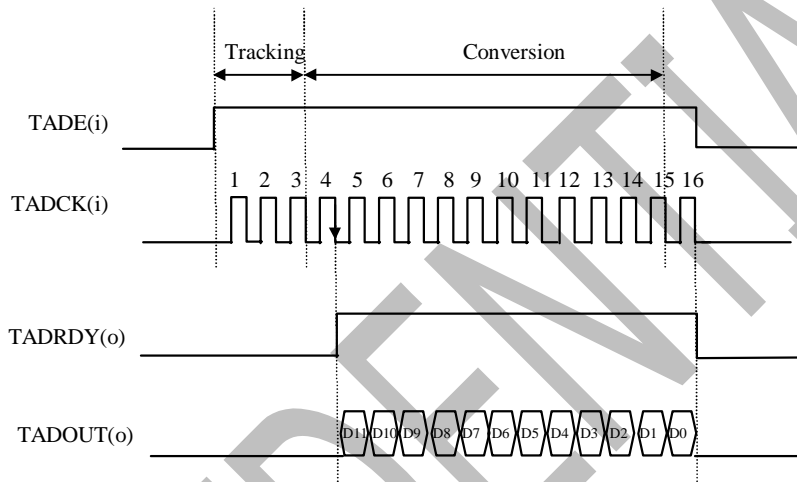 Tracking Conversion
TADE(i)
1 2 3 4 5 6 7 8 9 10 11 12 13 14 15 16
TADCK(i)
TADRDY(o)
TADOUT(o) D11 D10 D9 D8 D7 D6 D5 D4 D3 D2 D1 D0